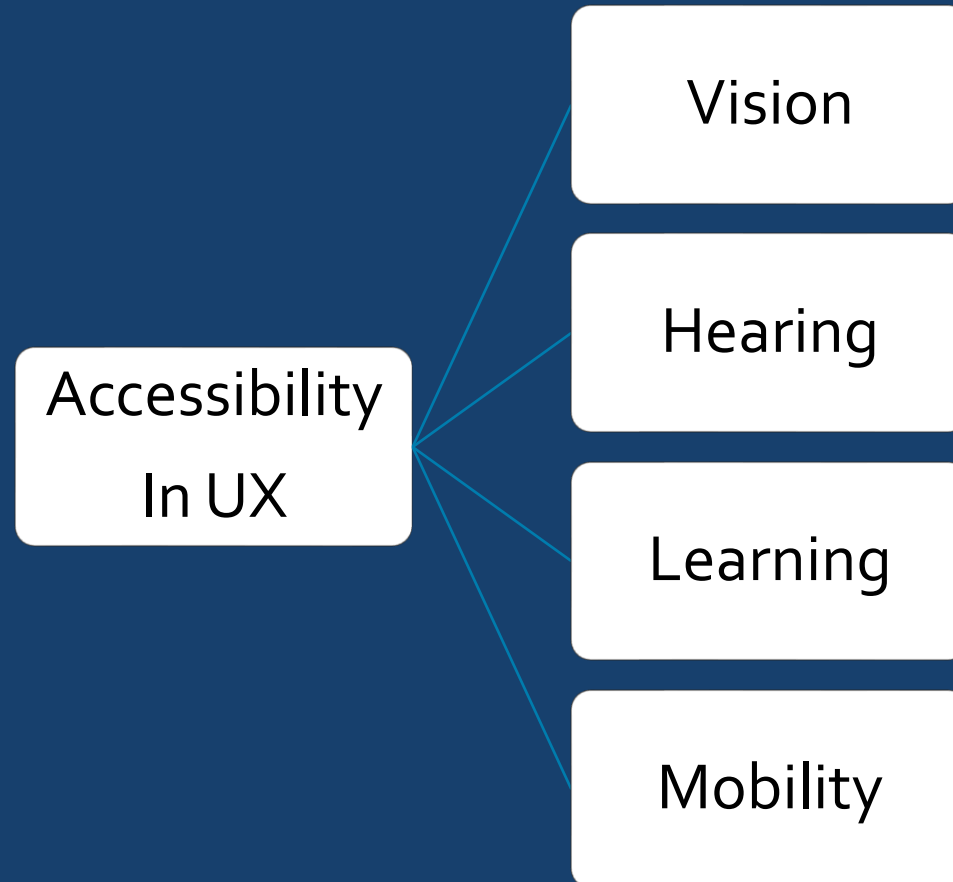 Accessibility
In UX
Vision
Hearing
Learning
Mobility